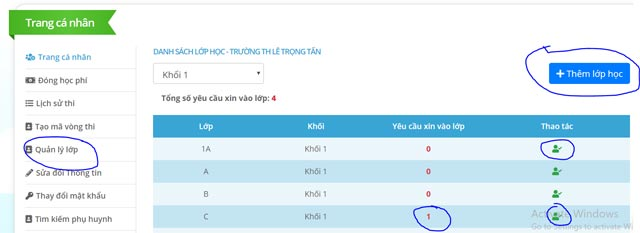 Trang cá nhân
Trang cá nhân
Đóng học phí
Lịch sử thi
Tạo mã vòng thi
Quản lý lớp
Sửa đổi Thông tin
Thay đổi mật khẩu
Tìm kiếm phụ huynh
DANH SÁCH LỚP HỌC - TRƯỜNG TH LÊ TRỌNG TẤN
Khối 1
+ Thêm lớp học
Tổng số yêu cầu xin vào lớp: 4
Lớp Khối Yêu cầu xin vào lớp Thao tác
1A Khối 1 0
A Khối 1 0
B Khối 1 0
C Khối 1 1
Activate Windows
Go to Settings to activate Wi